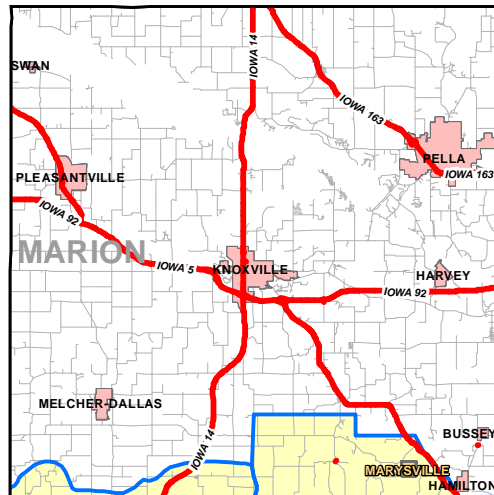 SWAN
IOWA 14
IOWA 163
PELLA
IOWA 163
PLEASANTVILLE
IOWA 92
MARION
IOWA 5
KNOXVILLE
HARVEY
IOWA 92
MELCHER-DALLAS
IOWA 14
BUSSEY
MARYSVILLE
HAMILTON